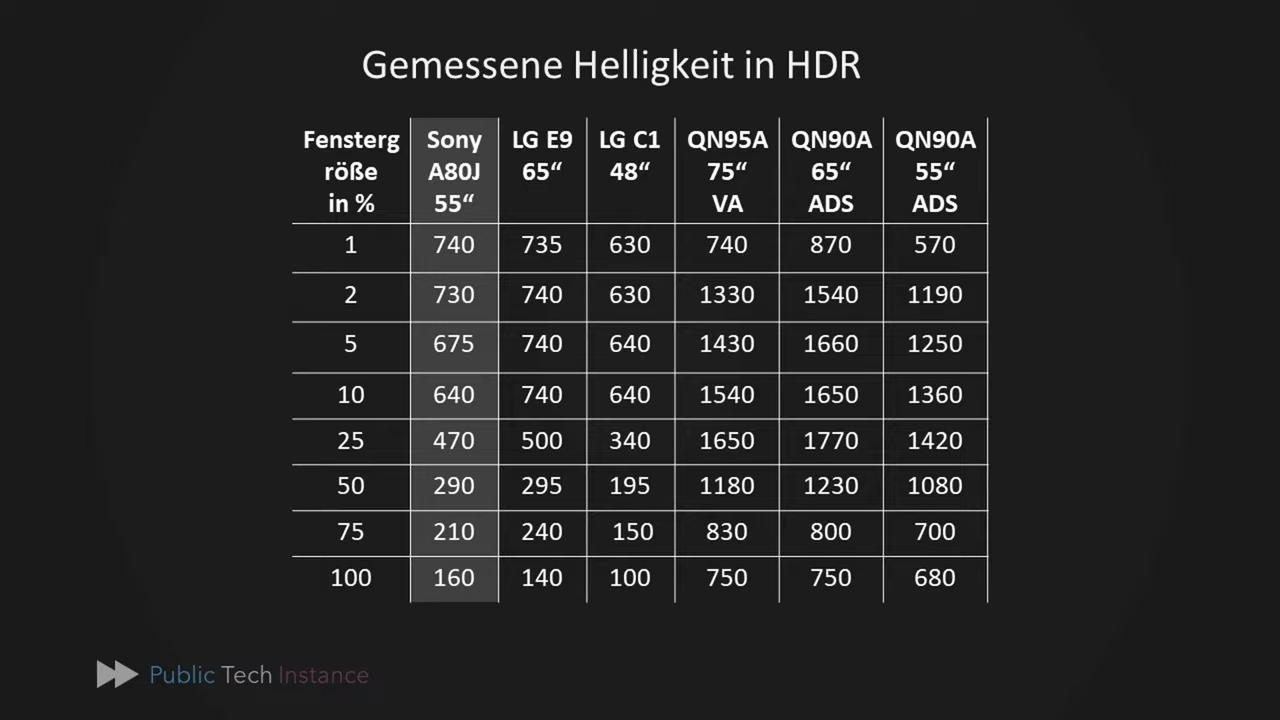 Gemessene Helligkeit in HDR
Fensterg
röße
in %
Sony
A80J
55“
LG E9
65“
LG C1
48“
QN95A
75“
VA
QN90A
65“
ADS
QN90A
55“
ADS
1 740 735 630 740 870 570
2 730 740 630 1330 1540 1190
5 675 740 640 1430 1660 1250
10 640 740 640 1540 1650 1360
25 470 500 340 1650 1770 1420
50 290 295 195 1180 1230 1080
75 210 240 150 830 800 700
100 160 140 100 750 750 680
Public Tech Instance